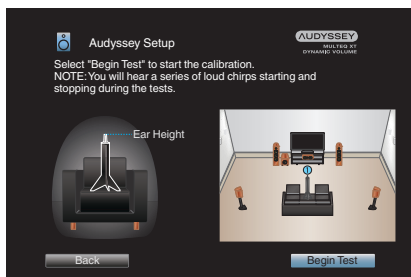 Audyssey Setup
AUDYSSEY
MULTEQ XT
DYNAMIC VOLUME
Select "Begin Test" to start the calibration.
NOTE: You will hear a series of loud chirps starting and
stopping during the tests.
Ear Height
1
Back
Begin Test